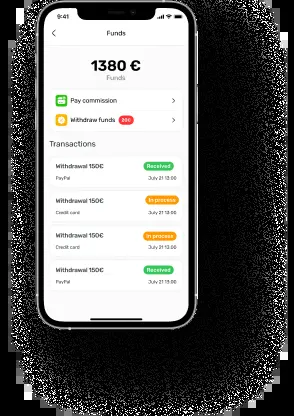 9:41
Funds
1380 €
Funds
Pay commission
Withdraw funds 20€
Transactions
Withdrawal 150€ Received
PayPal July 21 13:00
Withdrawal 150€ In process
Credit card July 21 13:00
Withdrawal 150€ In process
Credit card July 21 13:00
Withdrawal 150€ Received
PayPal July 21 13:00